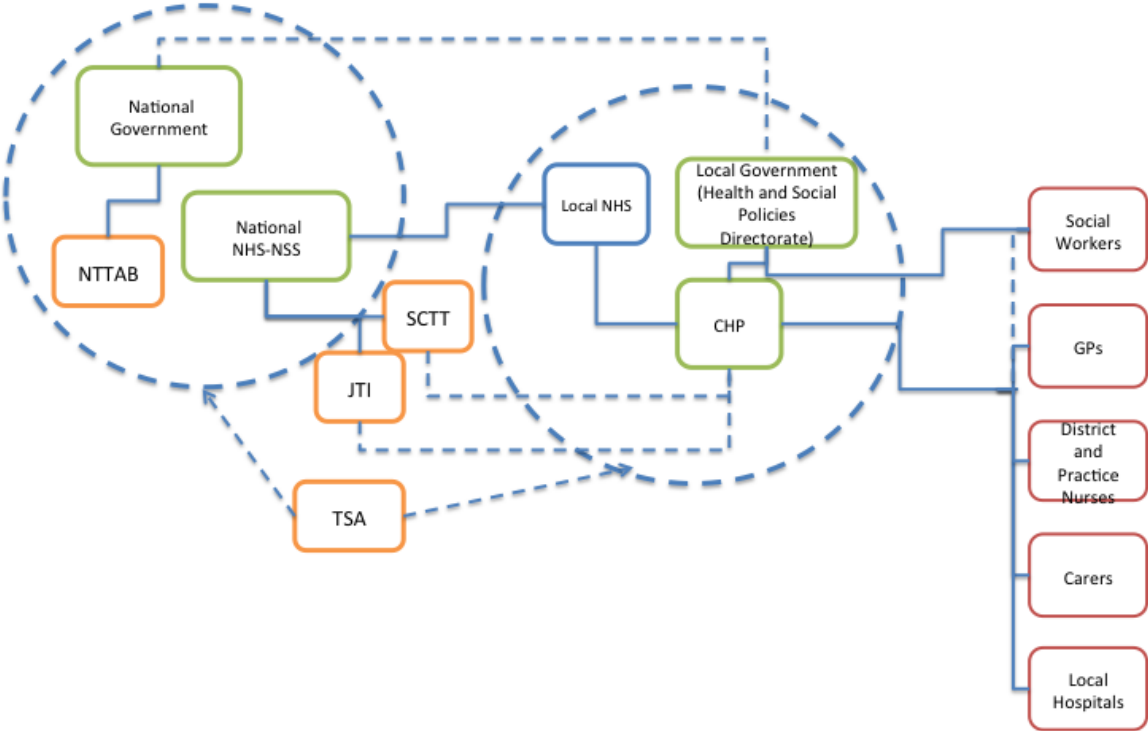 National
Government
NTTAB
National
NHS-NSS
SCTT
JTI
TSA
Local NHS
Local Government
(Health and Social
Policies
Directorate)
CHP
Social
Workers
GPs
District
and
Practice
Nurses
Carers
Local
Hospitals